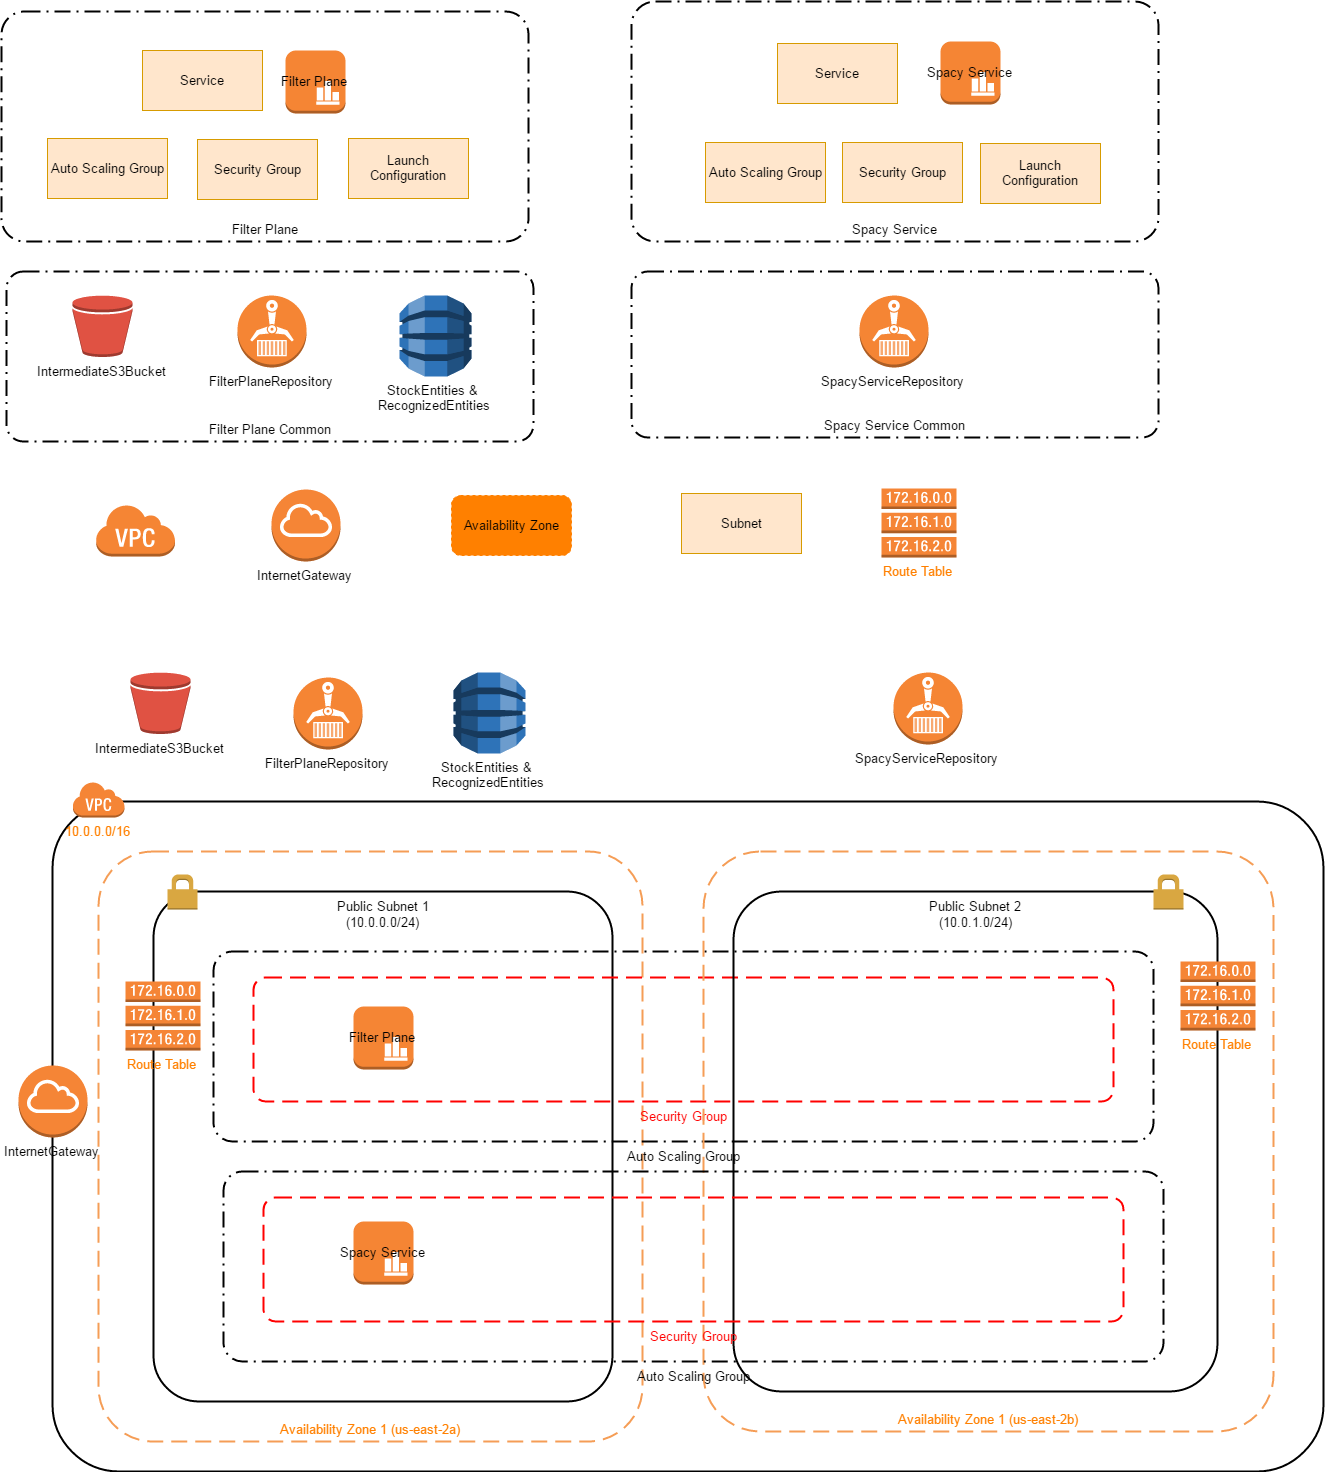 Service
Filter Plane
Auto Scaling Group
Security Group
Launch
Configuration
Filter Plane
Service
Spacy Service
Auto Scaling Group
Security Group
Launch
Configuration
Spacy Service
IntermediateS3Bucket
FilterPlaneRepository
StockEntities &
RecognizedEntities
Filter Plane Common
SpacyServiceRepository
Spacy Service Common
VPC
InternetGateway
Availability Zone
Subnet
172.16.0.0
172.16.1.0
172.16.2.0
Route Table
IntermediateS3Bucket
FilterPlaneRepository
StockEntities &
RecognizedEntities
SpacyServiceRepository
VPC
10.0.0.0/16
Public Subnet 1
(10.0.0.0/24)
Public Subnet 2
(10.0.1.0/24)
172.16.0.0
172.16.1.0
172.16.2.0
Route Table
172.16.0.0
172.16.1.0
172.16.2.0
Route Table
Filter Plane
InternetGateway
Security Group
Auto Scaling Group
Spacy Service
Security Group
Auto Scaling Group
Availability Zone 1 (us-east-2a)
Availability Zone 1 (us-east-2b)